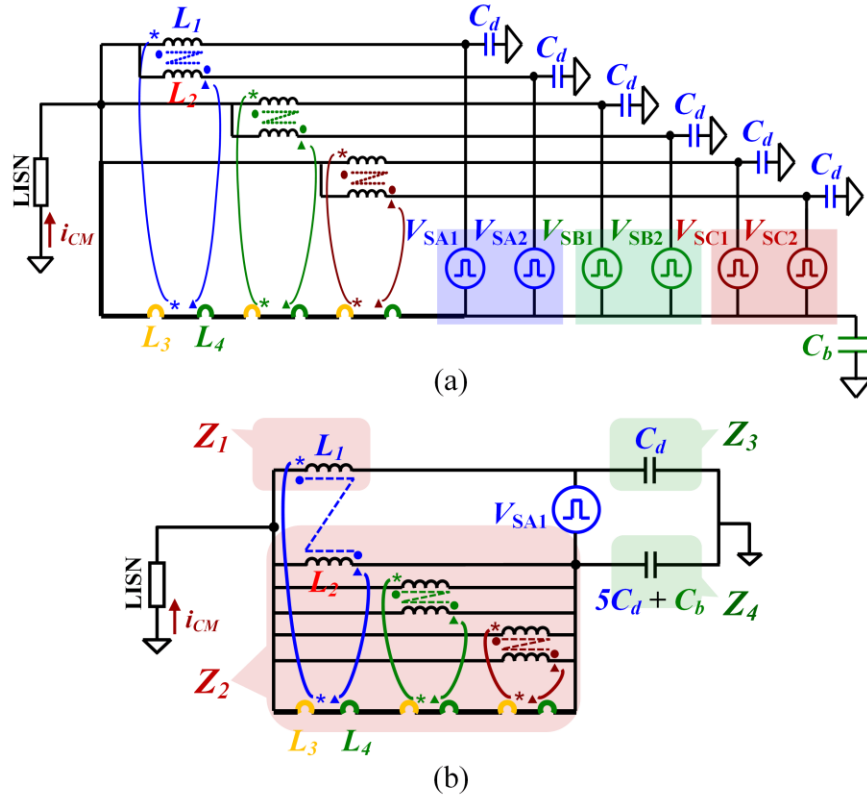 L1
Cd
Cd
L2
Cd
Cd
Cd
Cd
LISN
iCM
VSA1 VSA2 VSB1 VSB2 VSC1 VSC2
* * *
* * *
L3 L4
Cb
(a)
Z1 L1 Cd Z3
*
VSA1
L2 * *
LISN
iCM
5Cd + Cb Z4
Z2
* * *
L3 L4
(b)